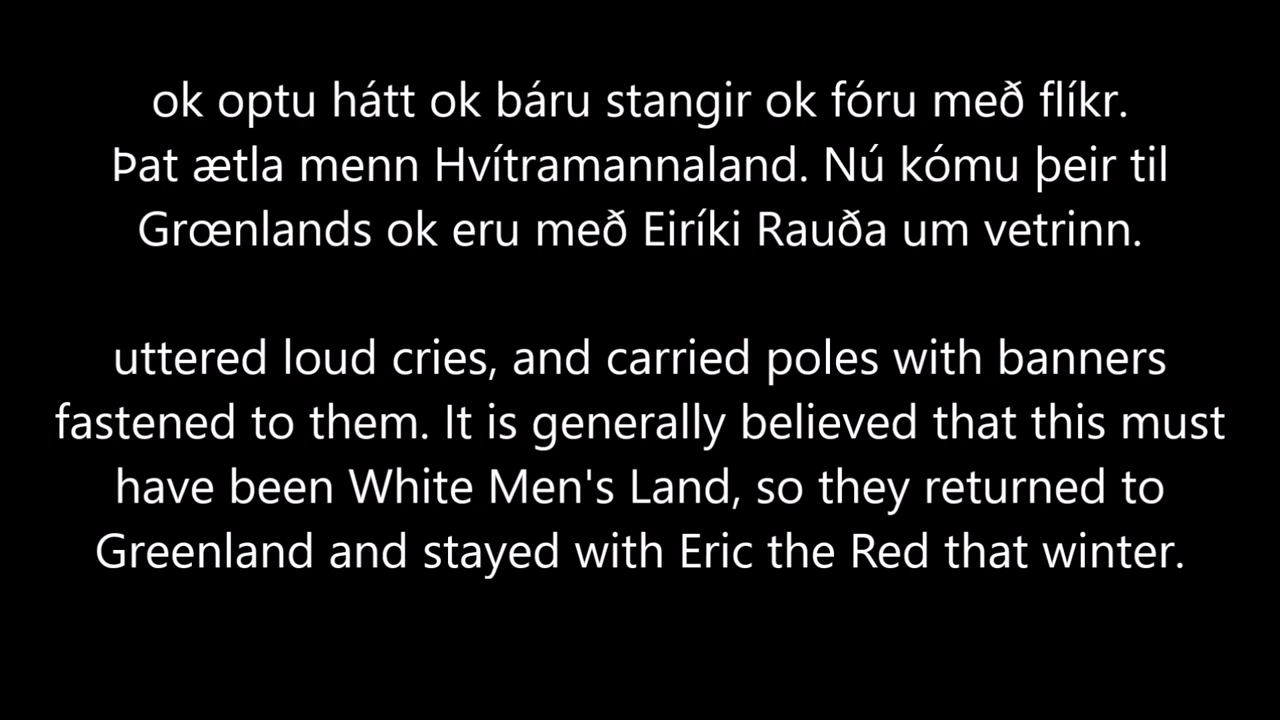 ok optu hátt ok báru stangir ok fóru með flíkr.
Þat ætla menn Hvítramannaland. Nú kómu þeir til
Grœnlands ok eru með Eiríki Rauða um vetrinn.
uttered loud cries, and carried poles with banners
fastened to them. It is generally believed that this must
have been White Men's Land, so they returned to
Greenland and stayed with Eric the Red that winter.